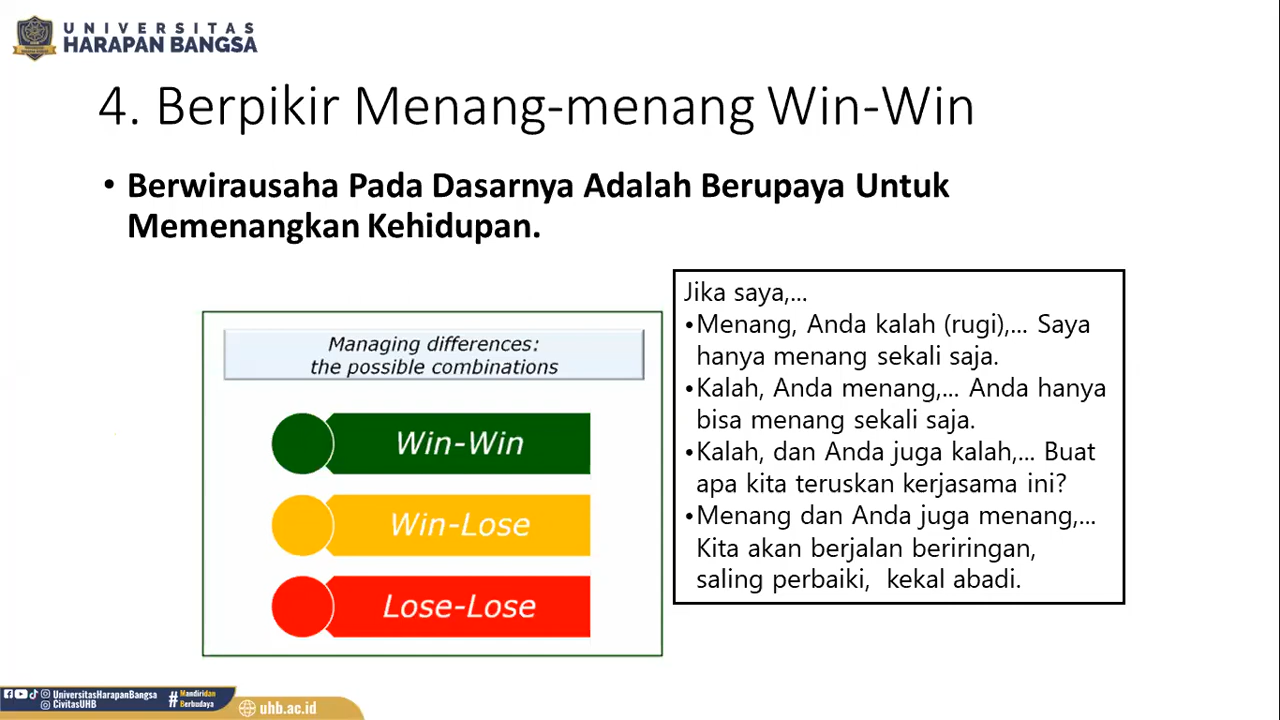 UNIVERSITAS
HARAPAN BANGSA
4. Berpikir Menang-menang Win-Win
• Berwirausaha Pada Dasarnya Adalah Berupaya Untuk
Memenangkan Kehidupan.
Managing differences:
the possible combinations
Win-Win
Win-Lose
Lose-Lose
Jika saya,...
•Menang, Anda kalah (rugi),... Saya
hanya menang sekali saja.
•Kalah, Anda menang,... Anda hanya
bisa menang sekali saja.
•Kalah, dan Anda juga kalah,... Buat
apa kita teruskan kerjasama ini?
•Menang dan Anda juga menang,...
Kita akan berjalan beriringan,
saling perbaiki, kekal abadi.
UniversitasHarapanBangsa
CivitasUHB
# Mandiridan
Berbudaya
uhb.ac.id